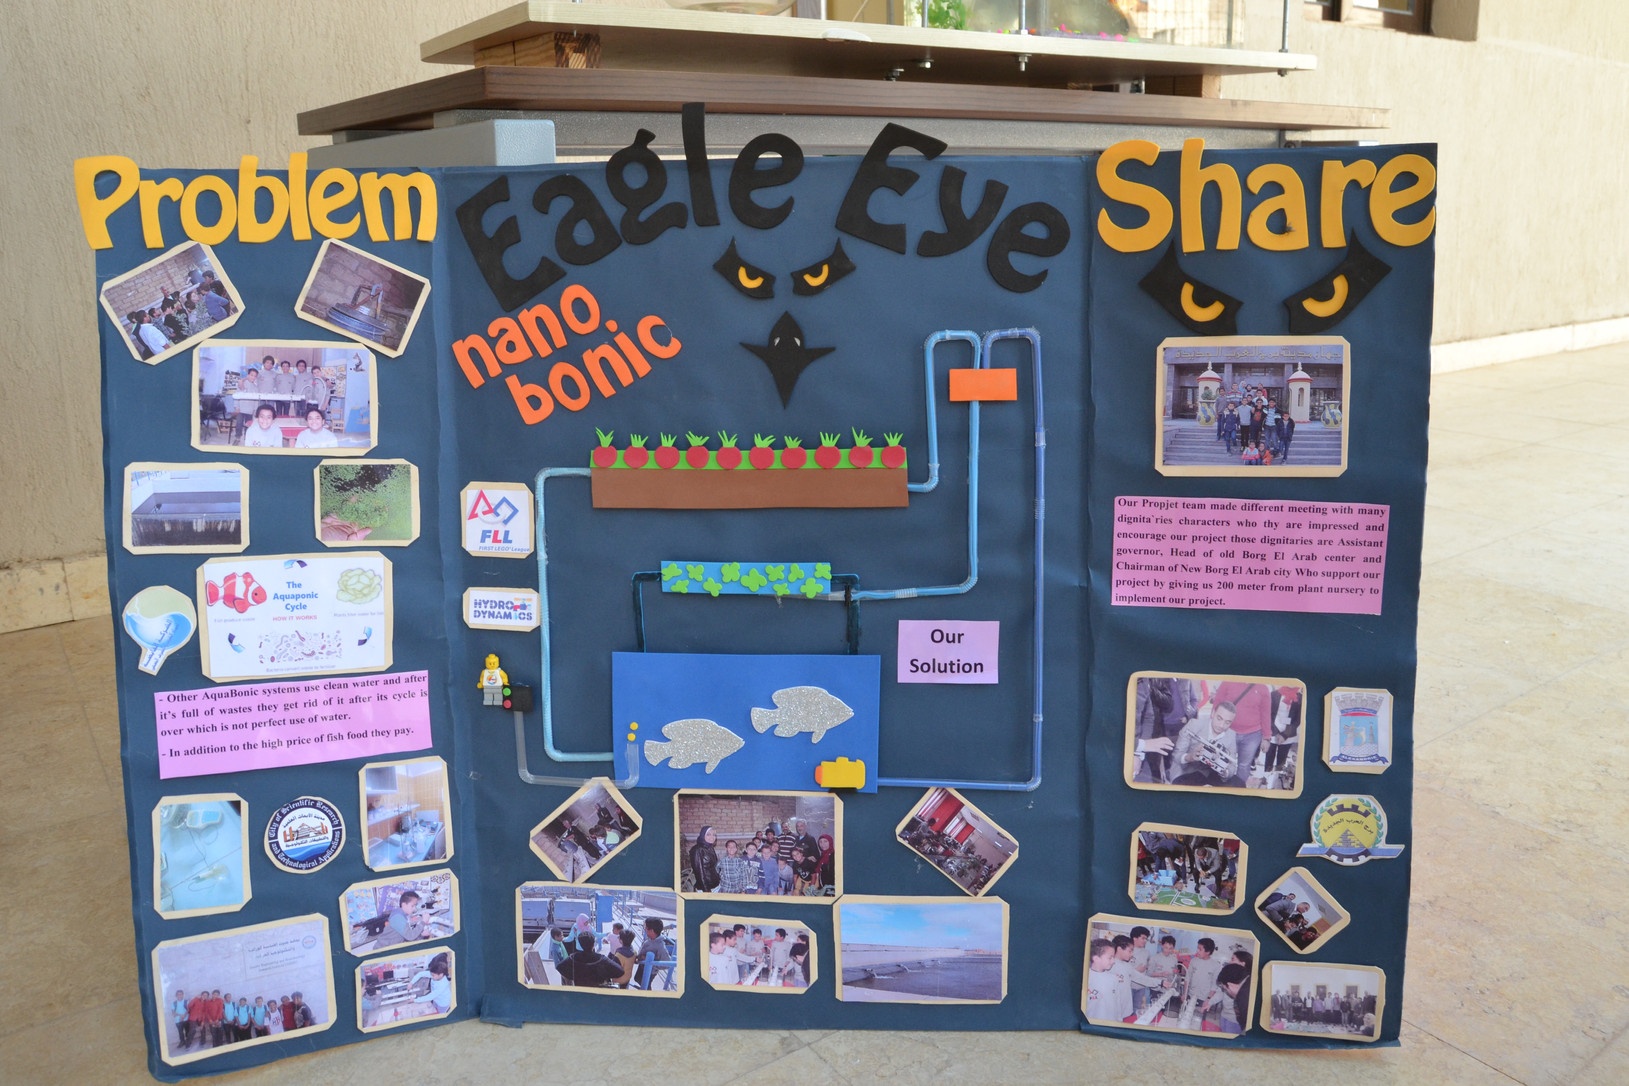 Problem
Eagle Eye
Share
nano
bonic
FLL
FIRST LEGO League
HYDRO
DYNAMICS
The
Aquaponic
Cycle
HOW IT WORKS
- Other AquaBonic systems use clean water and after
it's full of wastes they get rid of it after its cycle is
over which is not perfect use of water.
- In addition to the high price of fish food they pay.
City of Scientific Research
and Technological Applications
مدينة الأبحاث العلمية
Our
Solution
Our Propjet team made different meeting with many
dignita`ries characters who thy are impressed and
encourage our project those dignitaries are Assistant
governor, Head of old Borg El Arab center and
Chairman of New Borg El Arab city Who support our
project by giving us 200 meter from plant nursery to
implement our project.
برج العرب الجديدة